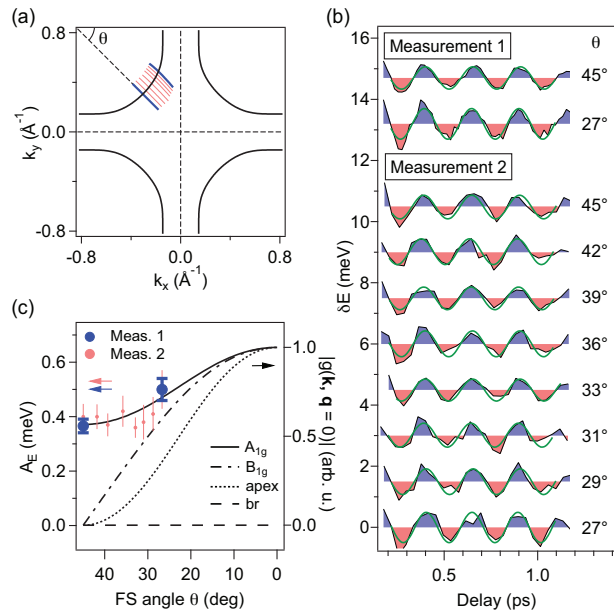 (a)
θ
k_y (Å⁻¹)
0.8
0.0
-0.8
-0.8
0.0
0.8
k_x (Å⁻¹)
(b)
Measurement 1
θ
45°
27°
Measurement 2
45°
42°
39°
36°
33°
31°
29°
27°
δE (meV)
16
14
12
10
8
6
4
2
0
0.5
1.0
Delay (ps)
(c)
Meas. 1
Meas. 2
A_E (meV)
0.6
0.4
0.2
0.0
1.0
0.5
0.0
|g(k, q = 0)| (arb. u.)
A₁g
B₁g
apex
br
40
30
20
10
0
FS angle θ (deg)